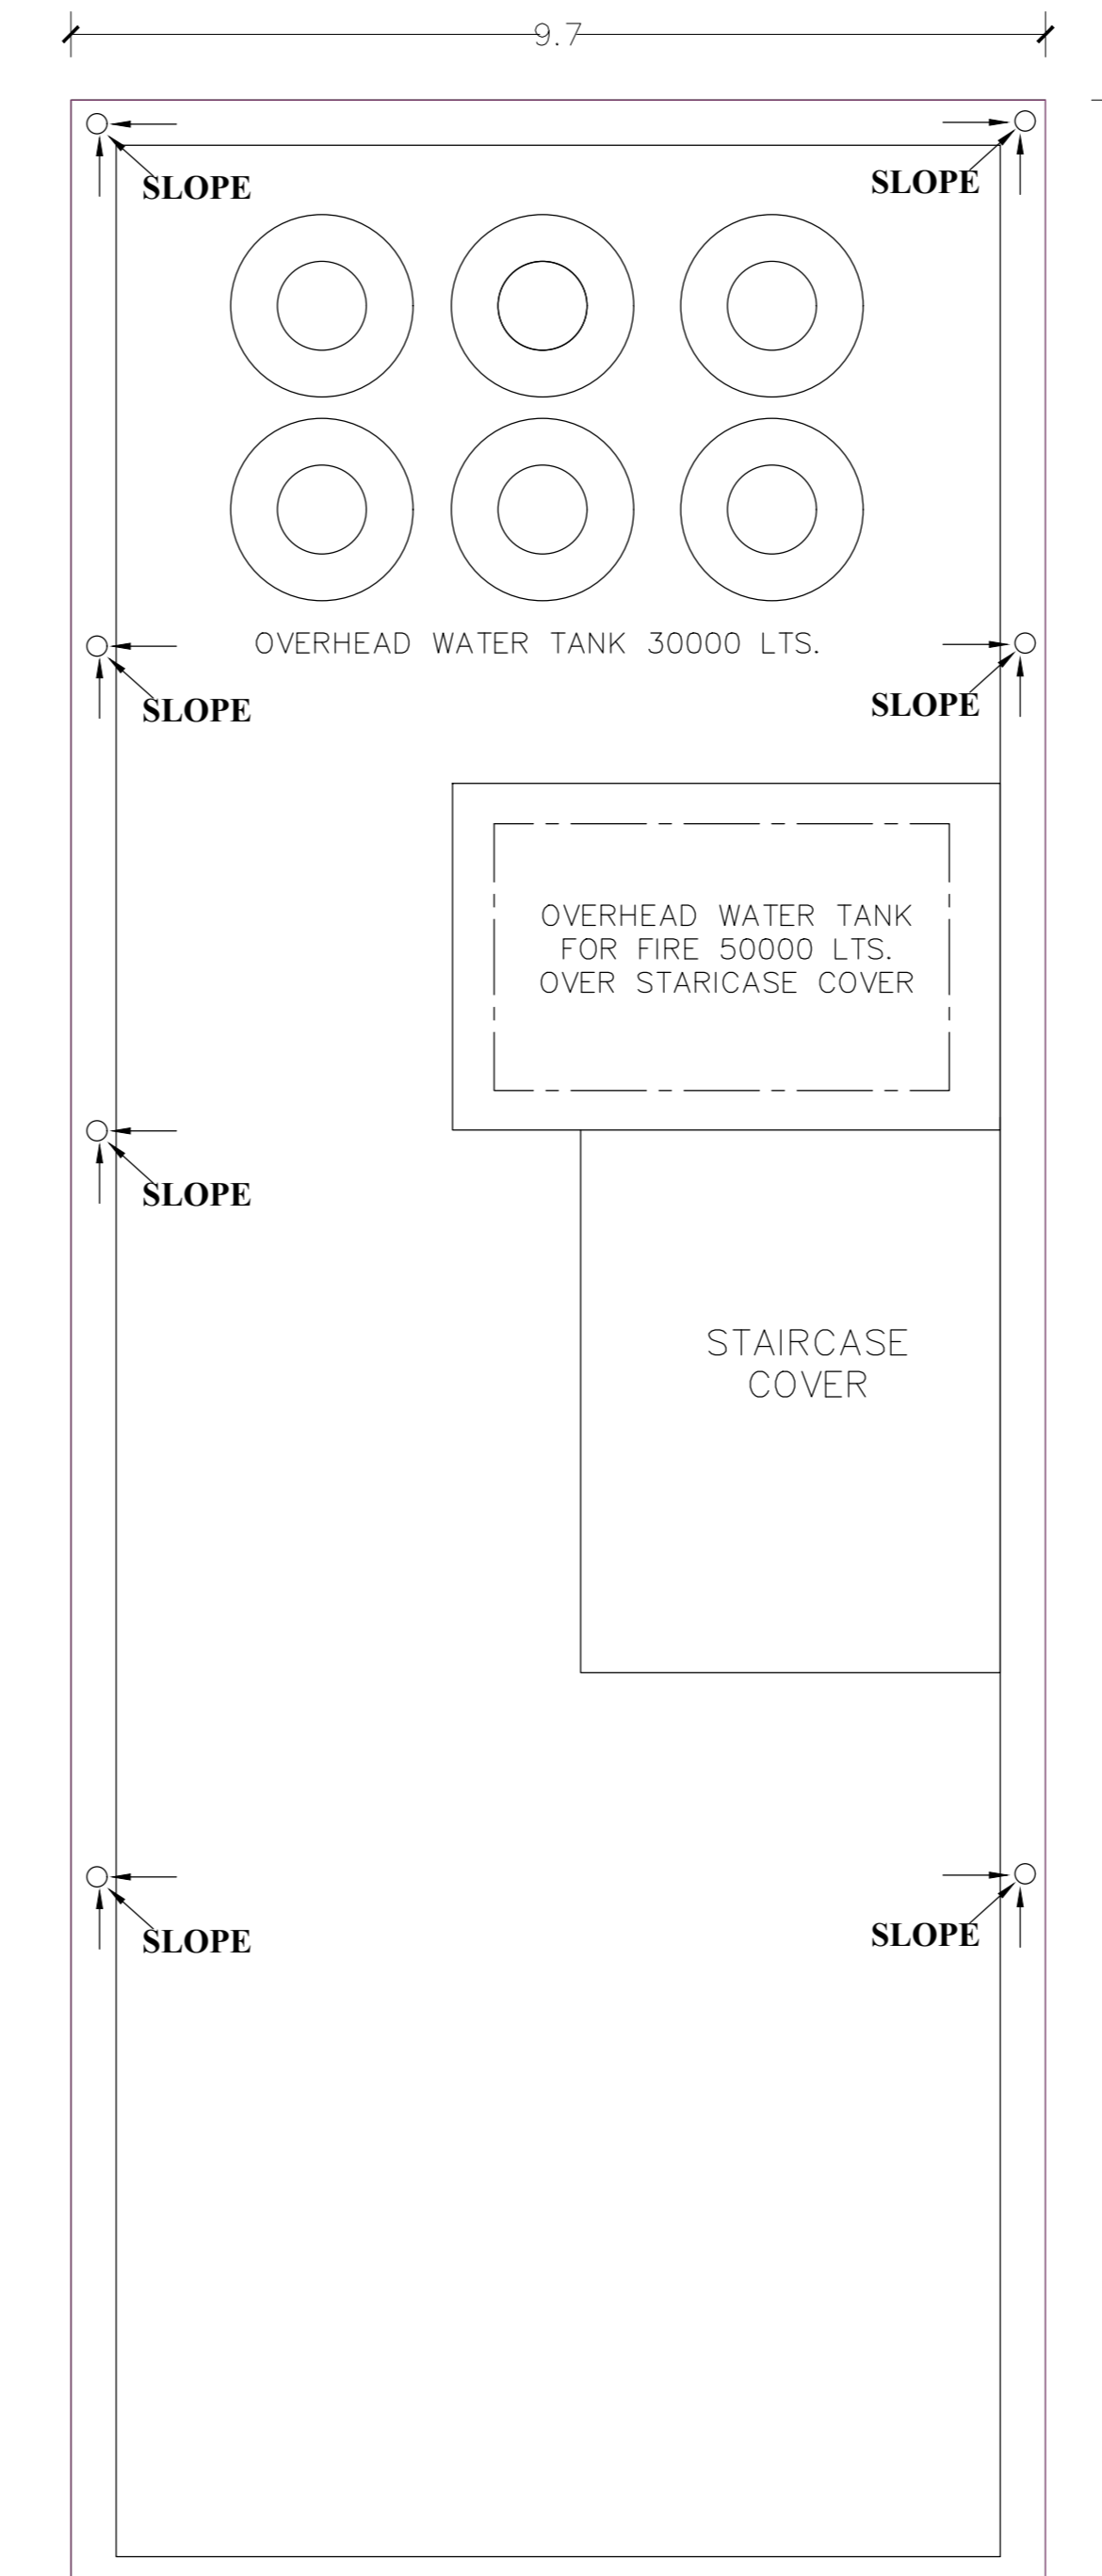 9.7
SLOPE
SLOPE
OVERHEAD WATER TANK 30000 LTS.
SLOPE
SLOPE
OVERHEAD WATER TANK
FOR FIRE 50000 LTS.
OVER STARICASE COVER
SLOPE
STAIRCASE
COVER
SLOPE
SLOPE